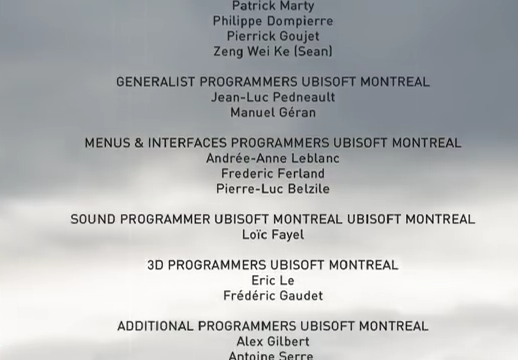 Patrick Marty
Philippe Dompierre
Pierrick Goujet
Zeng Wei Ke (Sean)
GENERALIST PROGRAMMERS UBISOFT MONTREAL
Jean-Luc Pedneault
Manuel Géran
MENUS & INTERFACES PROGRAMMERS UBISOFT MONTREAL
Andrée-Anne Leblanc
Frederic Ferland
Pierre-Luc Belzile
SOUND PROGRAMMER UBISOFT MONTREAL UBISOFT MONTREAL
Loïc Fayel
3D PROGRAMMERS UBISOFT MONTREAL
Eric Le
Frédéric Gaudet
ADDITIONAL PROGRAMMERS UBISOFT MONTREAL
Alex Gilbert
Antoine Serre